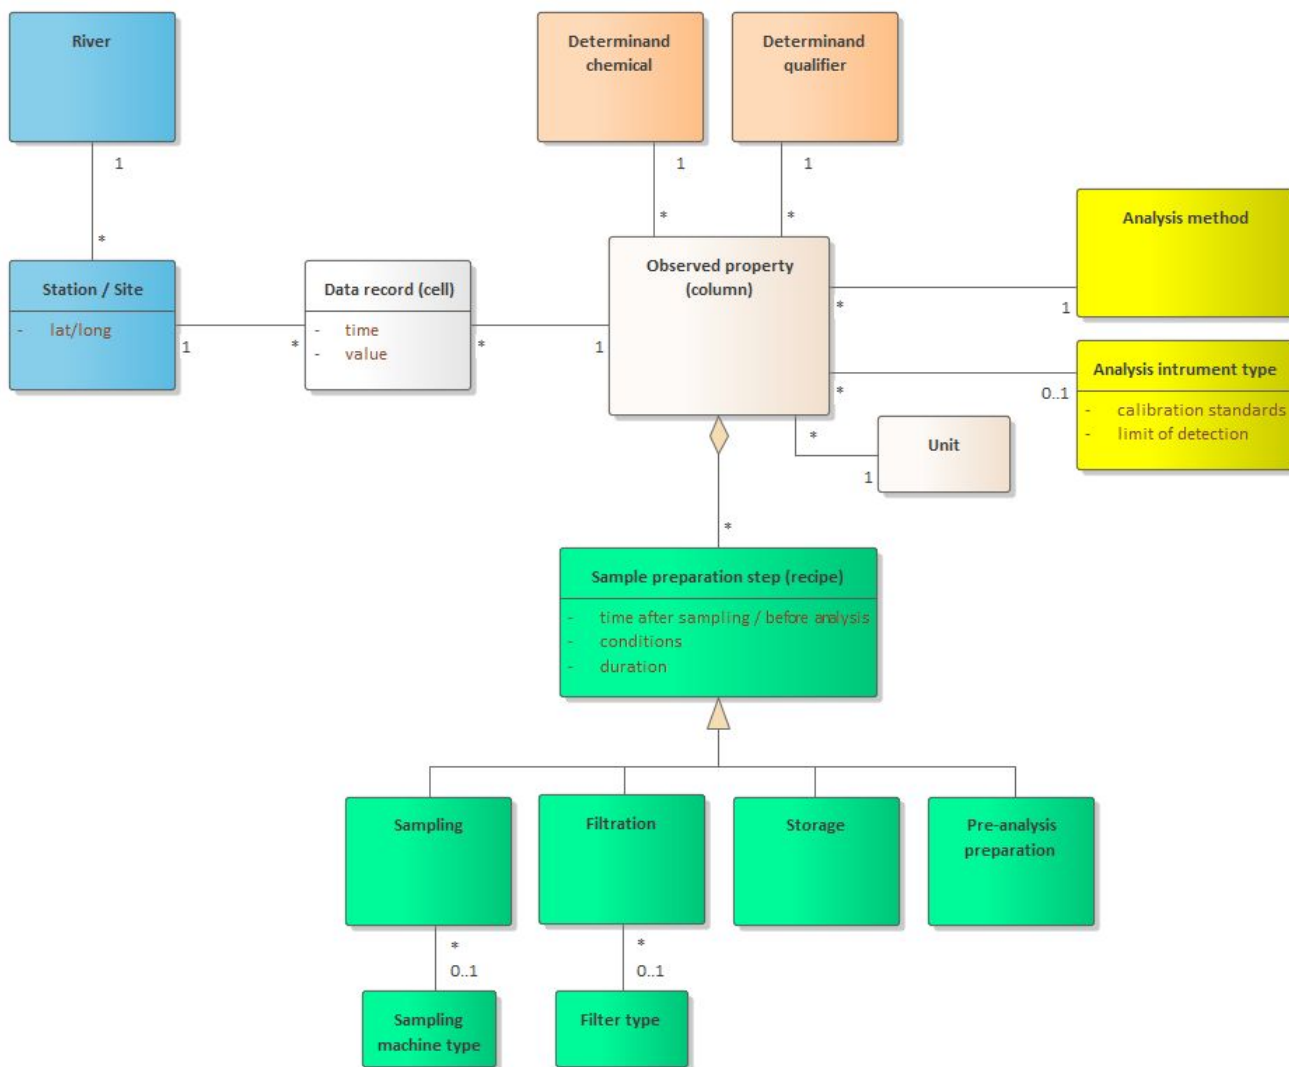 River
Determinand
chemical
Determinand
qualifier
1
1
1
*
*
*
Analysis method
Station / Site
- lat/long
Data record (cell)
- time
- value
Observed property
(column)
*
1
1
*
*
1
Analysis intrument type
- calibration standards
- limit of detection
*
0..1
*
Unit
1
*
Sample preparation step (recipe)
- time after sampling / before analysis
- conditions
- duration
Sampling
Filtration
Storage
Pre-analysis
preparation
*
0..1
*
0..1
Sampling
machine type
Filter type